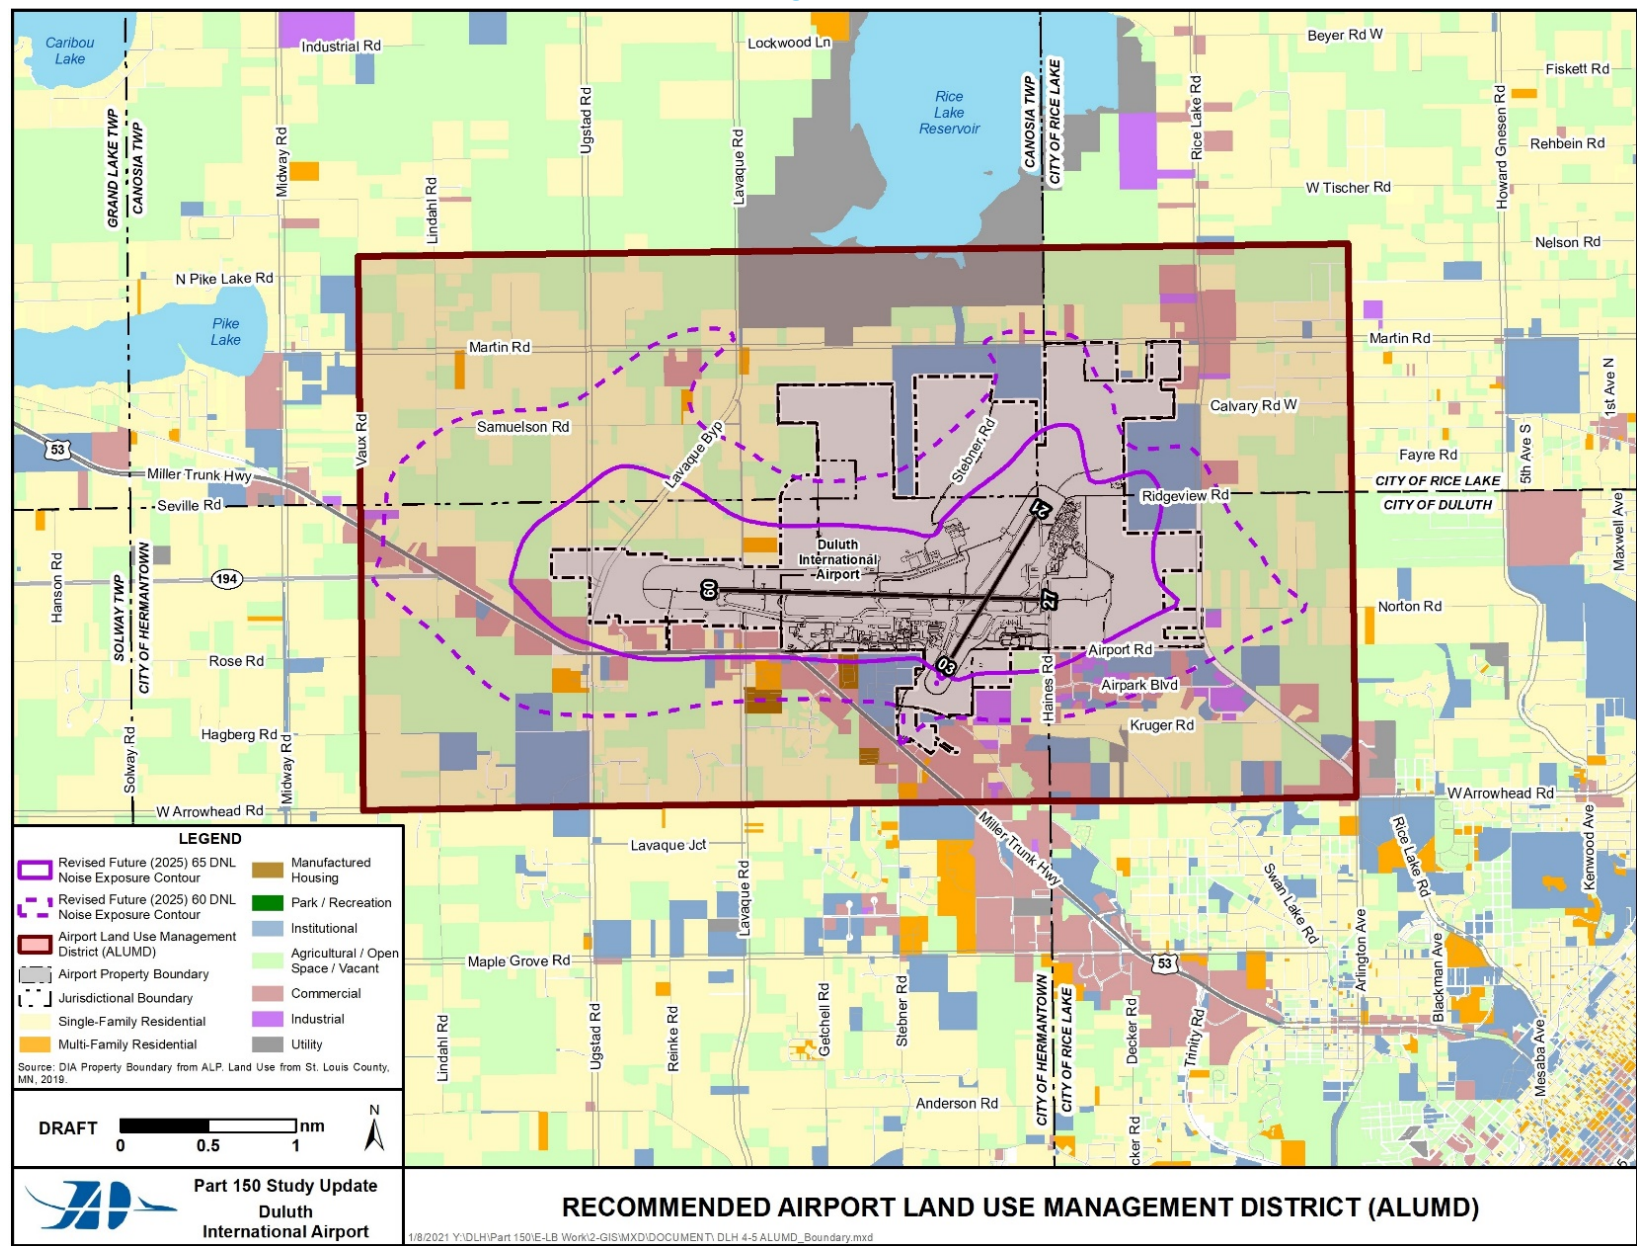 Caribou
Lake
Industrial Rd
Lockwood Ln
Beyer Rd W
Fiskett Rd
Rice
Lake
Reservoir
CANOSIA TWP
CITY OF RICE LAKE
Rice Lake Rd
Howard Gnesen Rd
Rehbein Rd
GRAND LAKE TWP
CANOSIA TWP
Midway Rd
Ugstad Rd
Lavaque Rd
Lindahl Rd
W Tischer Rd
Nelson Rd
N Pike Lake Rd
Pike
Lake
Martin Rd
Martin Rd
Samuelson Rd
Vaux Rd
Lavaque Byp
Stebner Rd
Calvary Rd W
1st Ave N
5th Ave S
53
Miller Trunk Hwy
Seville Rd
Fayre Rd
Ridgeview Rd
CITY OF RICE LAKE
CITY OF DULUTH
Maxwell Ave
21
Duluth
International
Airport
Hanson Rd
194
SOLWAY TWP
CITY OF HERMANTOWN
09
27
Norton Rd
Rose Rd
03
Airport Rd
Haines Rd
Airpark Blvd
Kruger Rd
Hagberg Rd
Solway Rd
Midway Rd
W Arrowhead Rd
W Arrowhead Rd
Miller Trunk Hwy
Rice Lake Rd
Kenwood Ave
Lavaque Jct
Lavaque Rd
Swan Lake Rd
Arlington Ave
Blackman Ave
Maple Grove Rd
53
Lindahl Rd
Ugstad Rd
Reinke Rd
Getchell Rd
Stebner Rd
CITY OF HERMANTOWN
CITY OF RICE LAKE
Decker Rd
Trinity Rd
Mesaba Ave
Anderson Rd
cker Rd
LEGEND
Revised Future (2025) 65 DNL
Noise Exposure Contour
Revised Future (2025) 60 DNL
Noise Exposure Contour
Airport Land Use Management
District (ALUMD)
Airport Property Boundary
Jurisdictional Boundary
Single-Family Residential
Multi-Family Residential
Manufactured
Housing
Park / Recreation
Institutional
Agricultural / Open
Space / Vacant
Commercial
Industrial
Utility
Source: DIA Property Boundary from ALP. Land Use from St. Louis County,
MN, 2019.
DRAFT
0 0.5 1 nm
N
Part 150 Study Update
Duluth
International Airport
RECOMMENDED AIRPORT LAND USE MANAGEMENT DISTRICT (ALUMD)
1/8/2021 Y:\DLH\Part 150\E-LB Work\2-GIS\MXD\DOCUMENT\ DLH 4-5 ALUMD_Boundary.mxd